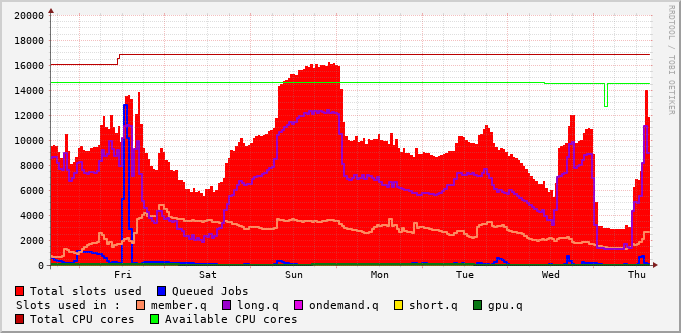 20000
18000
16000
14000
12000
10000
8000
6000
4000
2000
0
Fri Sat Sun Mon Tue Wed Thu
RRDTOOL / TOBI OETIKER
Total slots used Queued Jobs
Slots used in : member.q long.q ondemand.q short.q gpu.q
Total CPU cores Available CPU cores